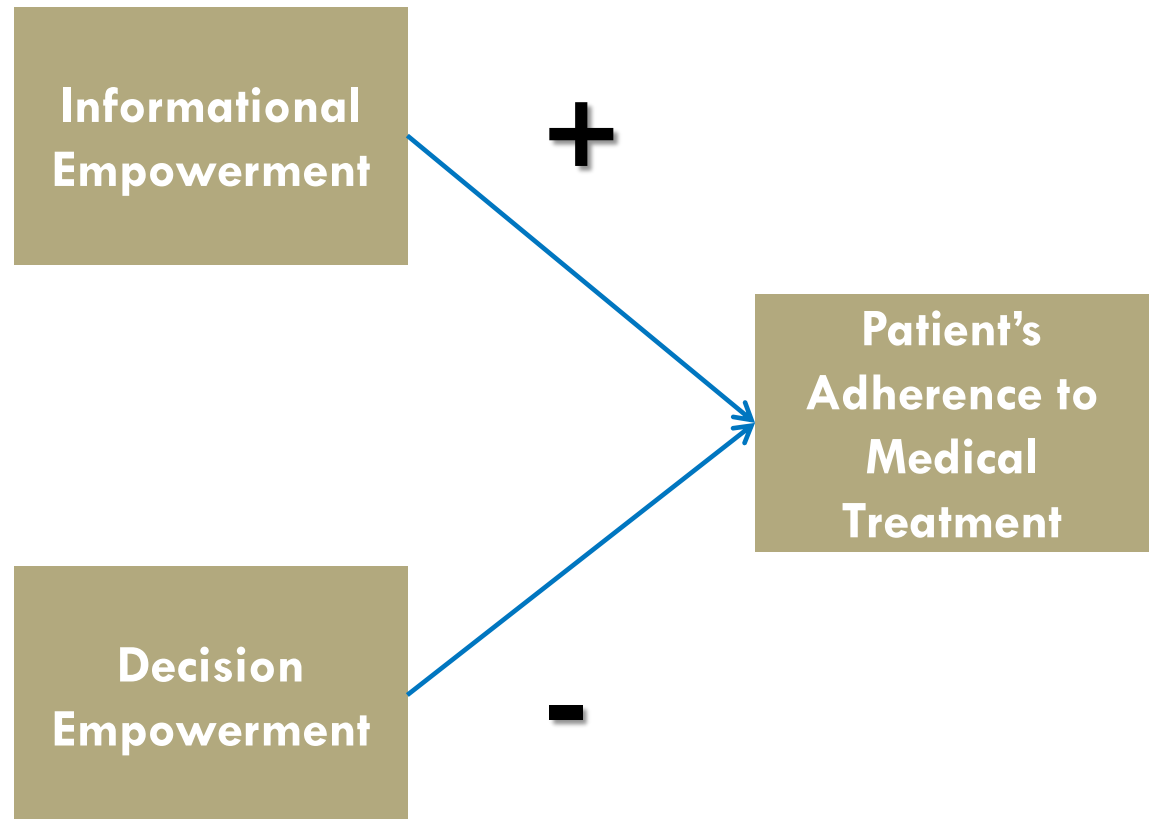 Informational
Empowerment
+
Patient’s
Adherence to
Medical
Treatment
Decision
Empowerment
-